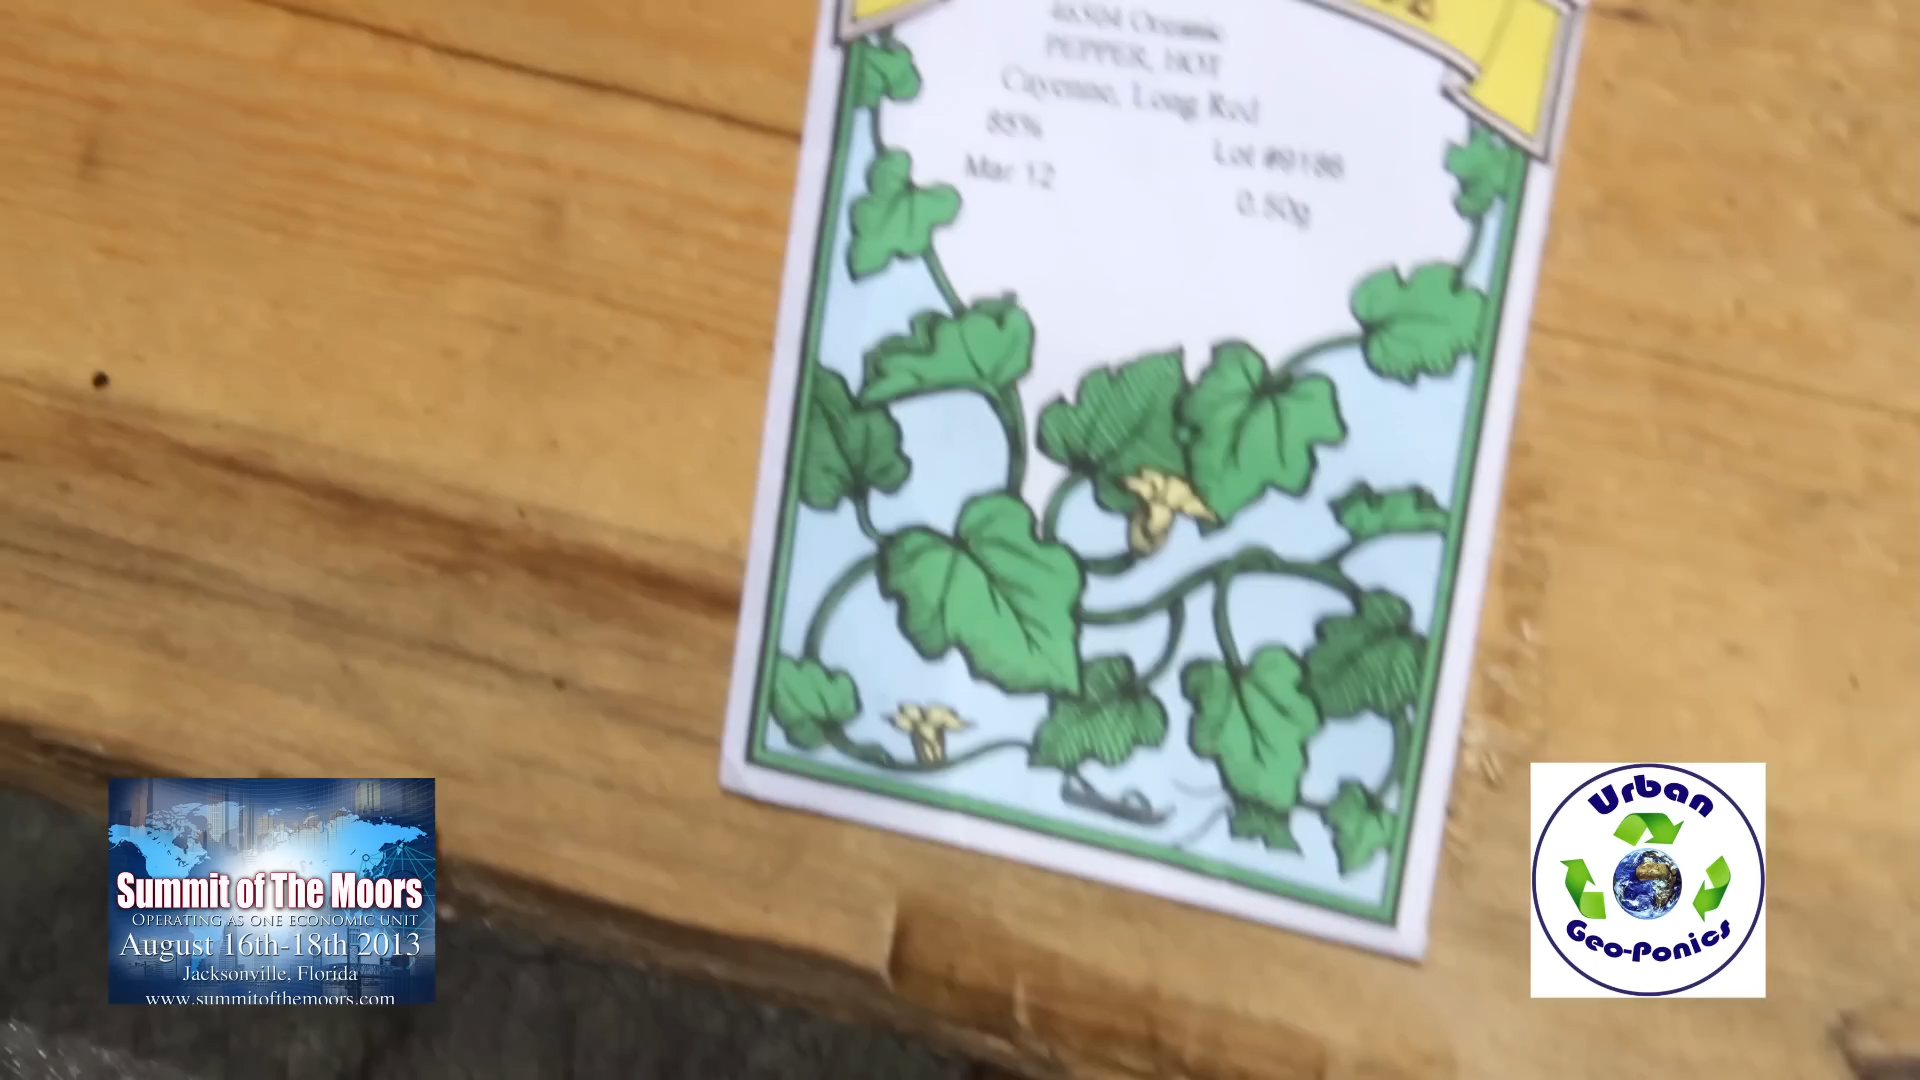 PEPPER, HOT
Cayenne, Long Red
85%
Lot #9186
Mar 12
0.50g
Summit of The Moors
OPERATING AS ONE ECONOMIC UNIT
August 16th-18th 2013
Jacksonville, Florida
www.summitofthemoors.com
Urban
Geo-Ponics